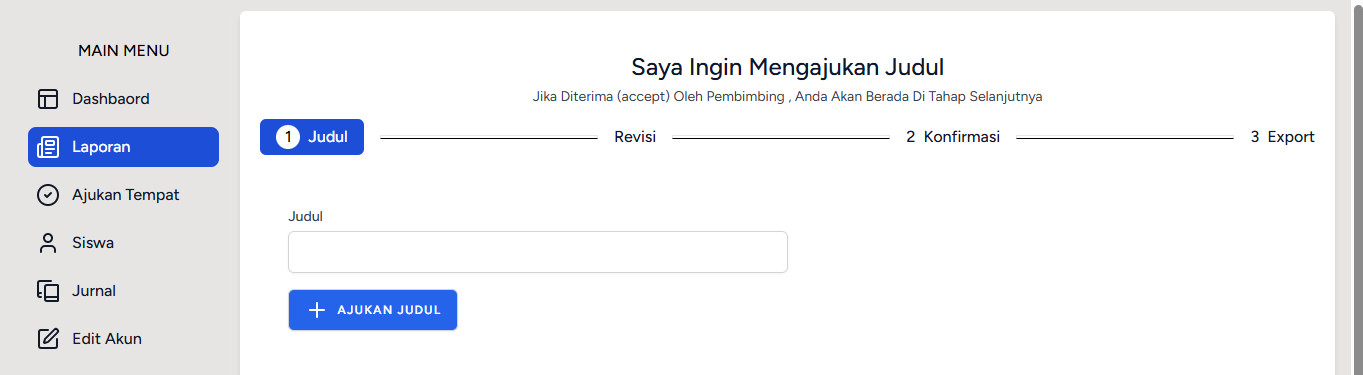 MAIN MENU
Dashbaord
Laporan
Ajukan Tempat
Siswa
Jurnal
Edit Akun
Saya Ingin Mengajukan Judul
Jika Diterima (accept) Oleh Pembimbing , Anda Akan Berada Di Tahap Selanjutnya
1 Judul Revisi 2 Konfirmasi 3 Export
Judul
AJUKAN JUDUL